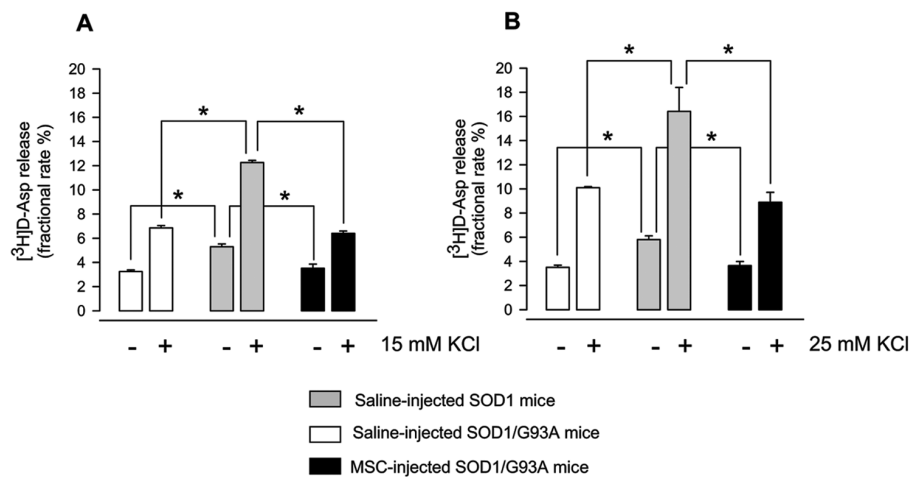 A
B
[³H]D-Asp release
(fractional rate %)
20
18
16
14
12
10
8
6
4
2
0
* * * *
- + - + - + 15 mM KCl
[³H]D-Asp release
(fractional rate %)
20
18
16
14
12
10
8
6
4
2
0
* * * *
- + - + - + 25 mM KCl
Saline-injected SOD1 mice
Saline-injected SOD1/G93A mice
MSC-injected SOD1/G93A mice